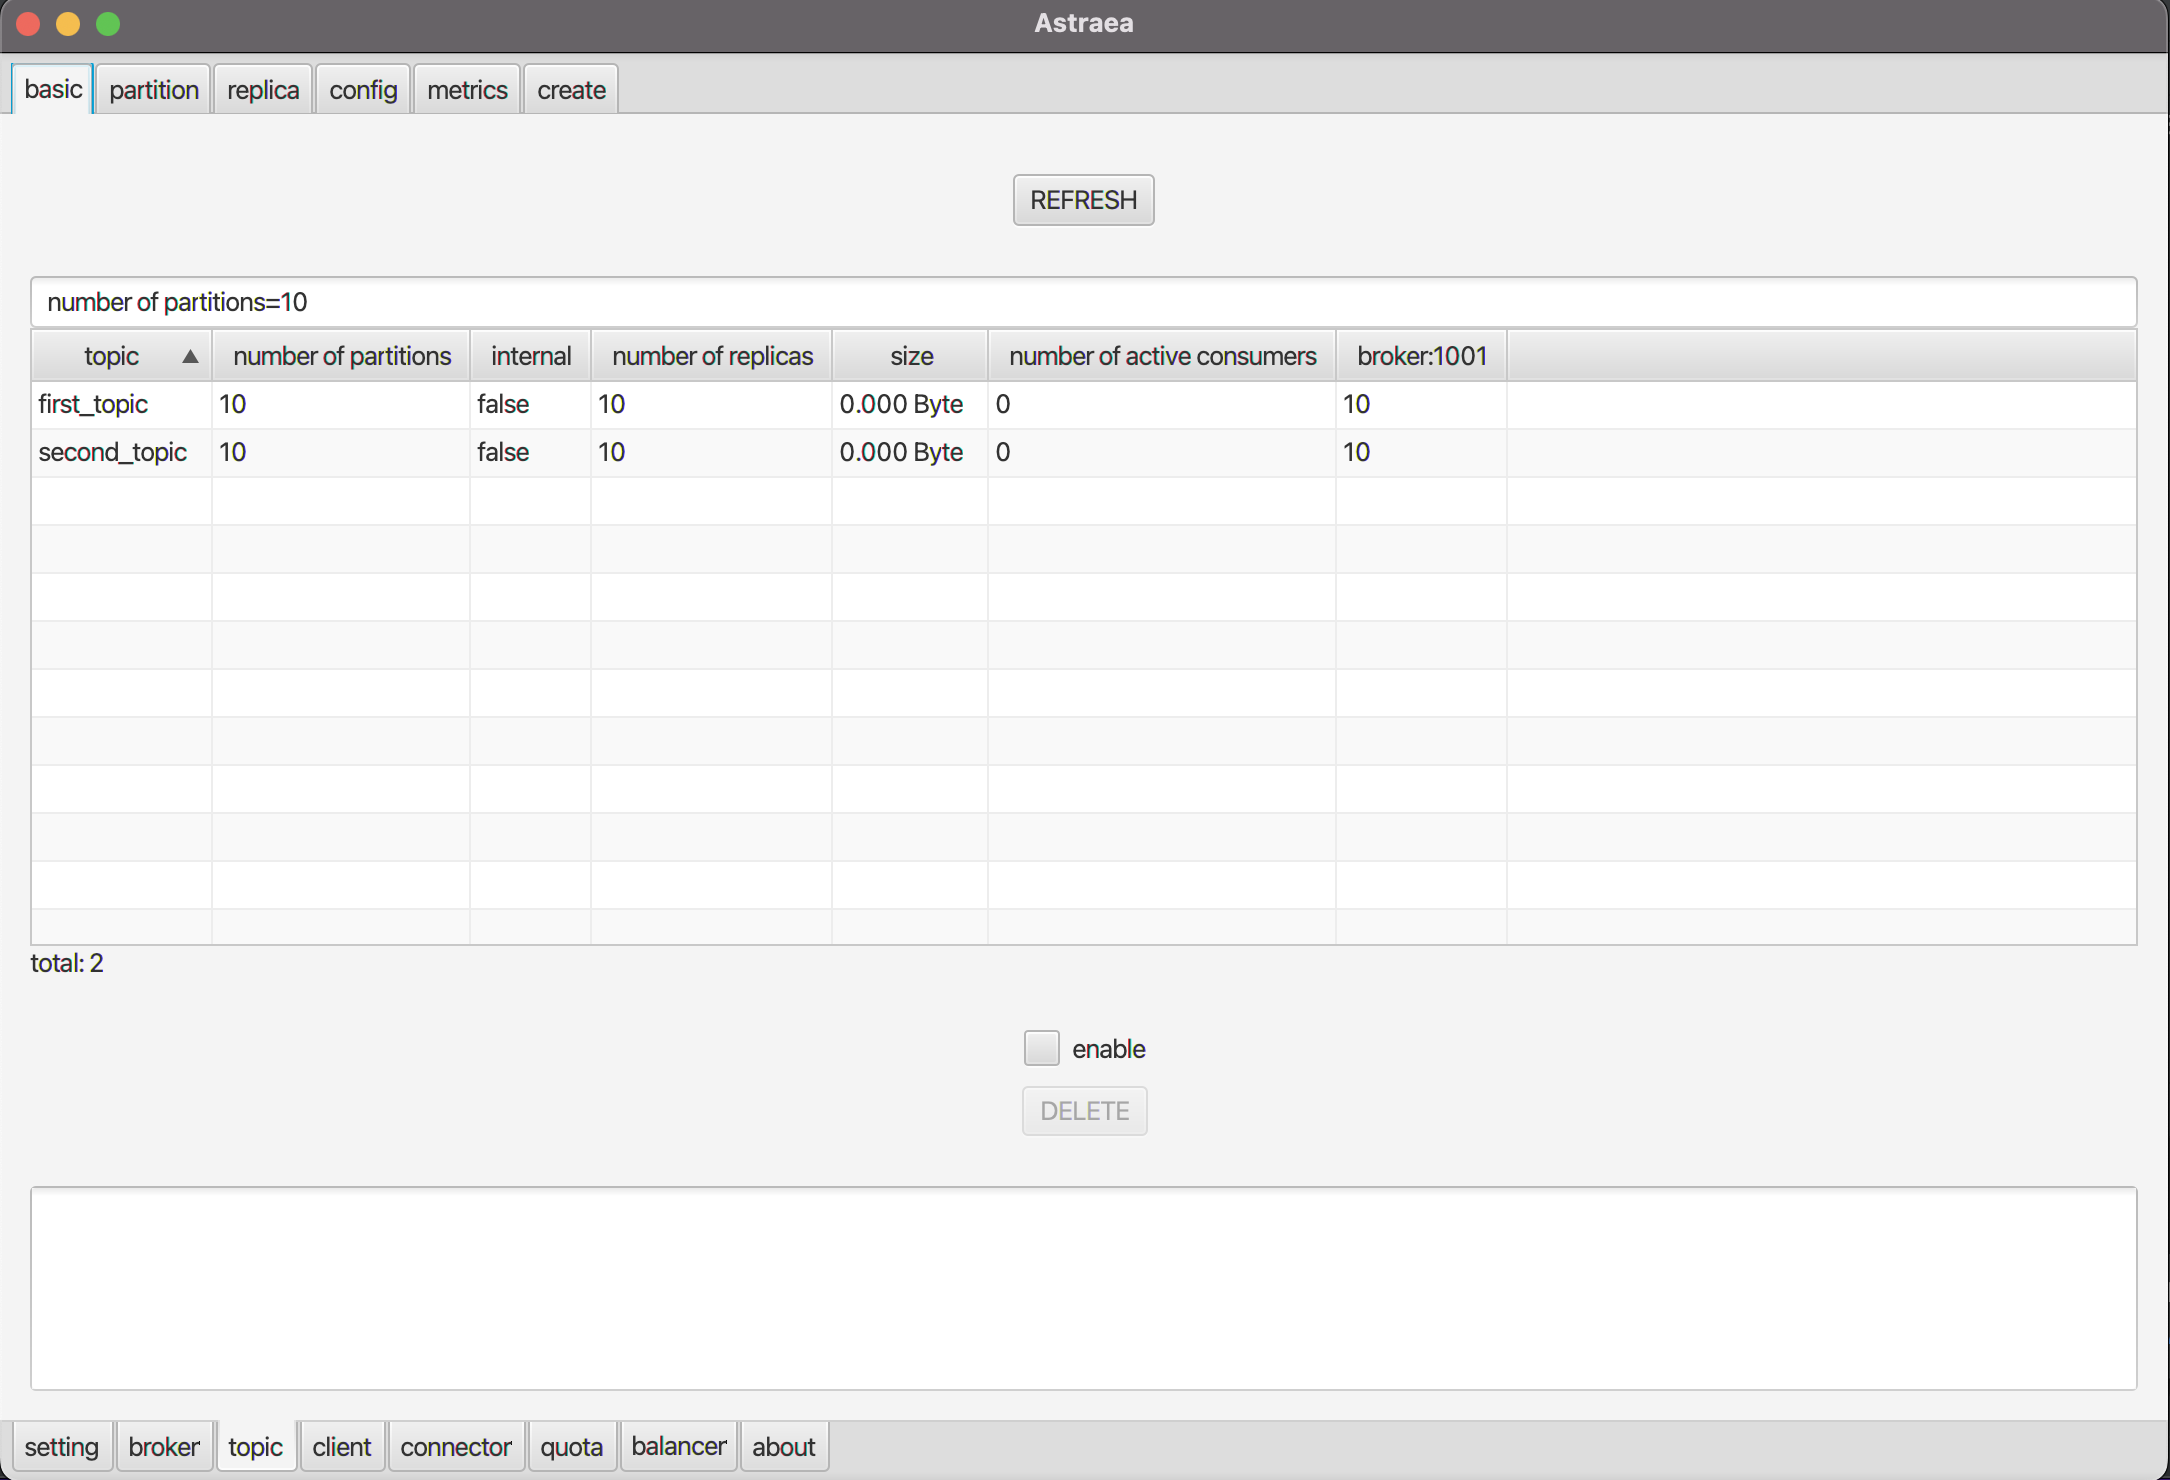 Astraea
basic partition replica config metrics create
REFRESH
number of partitions=10
topic ▲ number of partitions internal number of replicas size number of active consumers broker:1001
first_topic 10 false 10 0.000 Byte 0 10
second_topic 10 false 10 0.000 Byte 0 10
total: 2
enable
DELETE
setting broker topic client connector quota balancer about